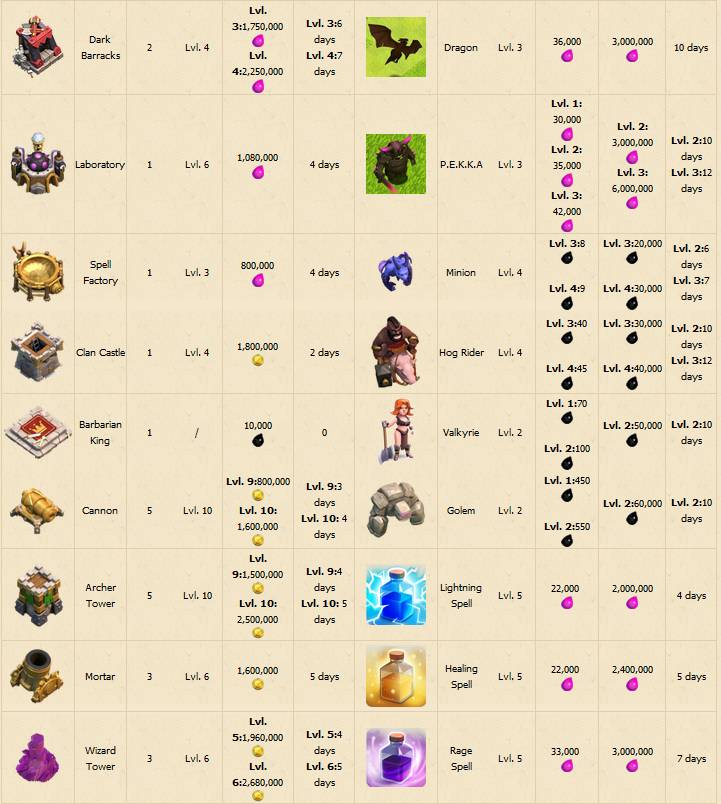 Dark Barracks 2 Lvl. 4 Lvl. 3:1,750,000 Lvl. 4:2,250,000 Lvl. 3:6 days Lvl. 4:7 days Dragon Lvl. 3 36,000 3,000,000 10 days
Laboratory 1 Lvl. 6 1,080,000 4 days P.E.K.K.A Lvl. 3 Lvl. 1: 30,000 Lvl. 2: 35,000 Lvl. 3: 42,000 Lvl. 2: 3,000,000 Lvl. 3: 6,000,000 Lvl. 2:10 days Lvl. 3:12 days
Spell Factory 1 Lvl. 3 800,000 4 days Minion Lvl. 4 Lvl. 3:8 Lvl. 4:9 Lvl. 3:20,000 Lvl. 4:30,000 Lvl. 2:6 days Lvl. 3:7 days
Clan Castle 1 Lvl. 4 1,800,000 2 days Hog Rider Lvl. 4 Lvl. 3:40 Lvl. 4:45 Lvl. 3:30,000 Lvl. 4:40,000 Lvl. 2:10 days Lvl. 3:12 days
Barbarian King 1 / 10,000 0 Valkyrie Lvl. 2 Lvl. 1:70 Lvl. 2:100 Lvl. 2:50,000 Lvl. 2:10 days
Cannon 5 Lvl. 10 Lvl. 9:800,000 Lvl. 10: 1,600,000 Lvl. 9:3 days Lvl. 10: 4 days Golem Lvl. 2 Lvl. 1:450 Lvl. 2:550 Lvl. 2:60,000 Lvl. 2:10 days
Archer Tower 5 Lvl. 10 Lvl. 9:1,500,000 Lvl. 10: 2,500,000 Lvl. 9:4 days Lvl. 10: 5 days Lightning Spell Lvl. 5 22,000 2,000,000 4 days
Mortar 3 Lvl. 6 1,600,000 5 days Healing Spell Lvl. 5 22,000 2,400,000 5 days
Wizard Tower 3 Lvl. 6 Lvl. 5:1,960,000 Lvl. 6:2,680,000 Lvl. 5:4 days Lvl. 6:5 days Rage Spell Lvl. 5 33,000 3,000,000 7 days